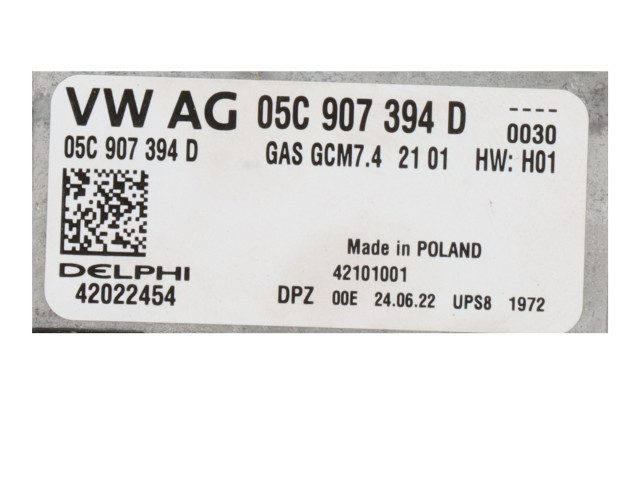 VW AG 05C 907 394 D ----
0030
05C 907 394 D GAS GCM7.4 21 01 HW: H01
Made in POLAND
DELPHI 42101001
42022454 DPZ 00E 24.06.22 UPS8 1972